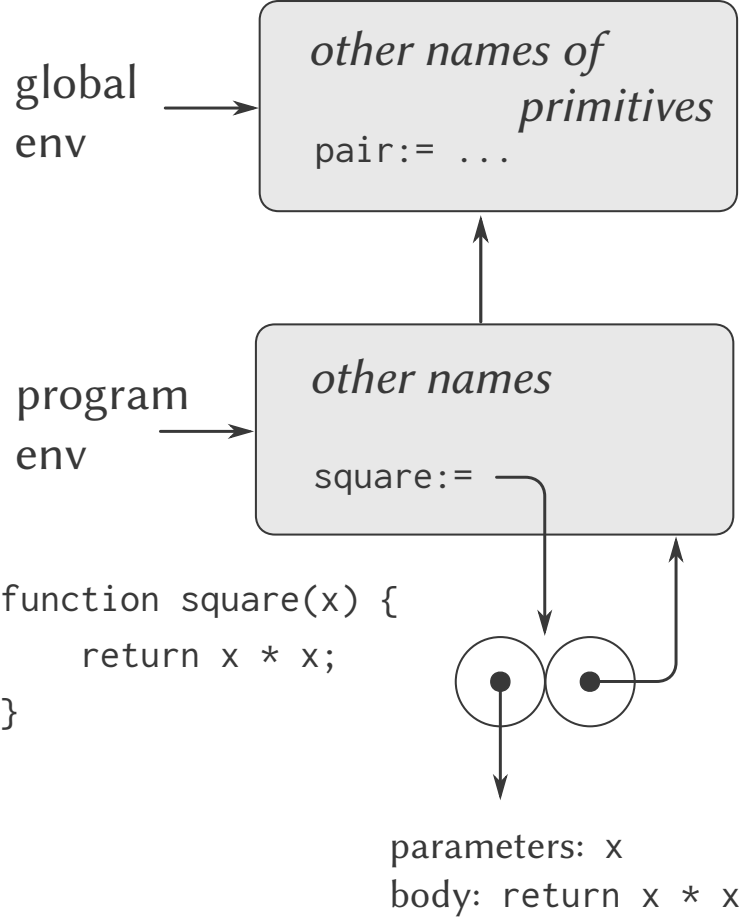 global
env
other names of
primitives
pair:= ...
program
env
other names
square:=
function square(x) {
    return x * x;
}
parameters: x
body: return x * x